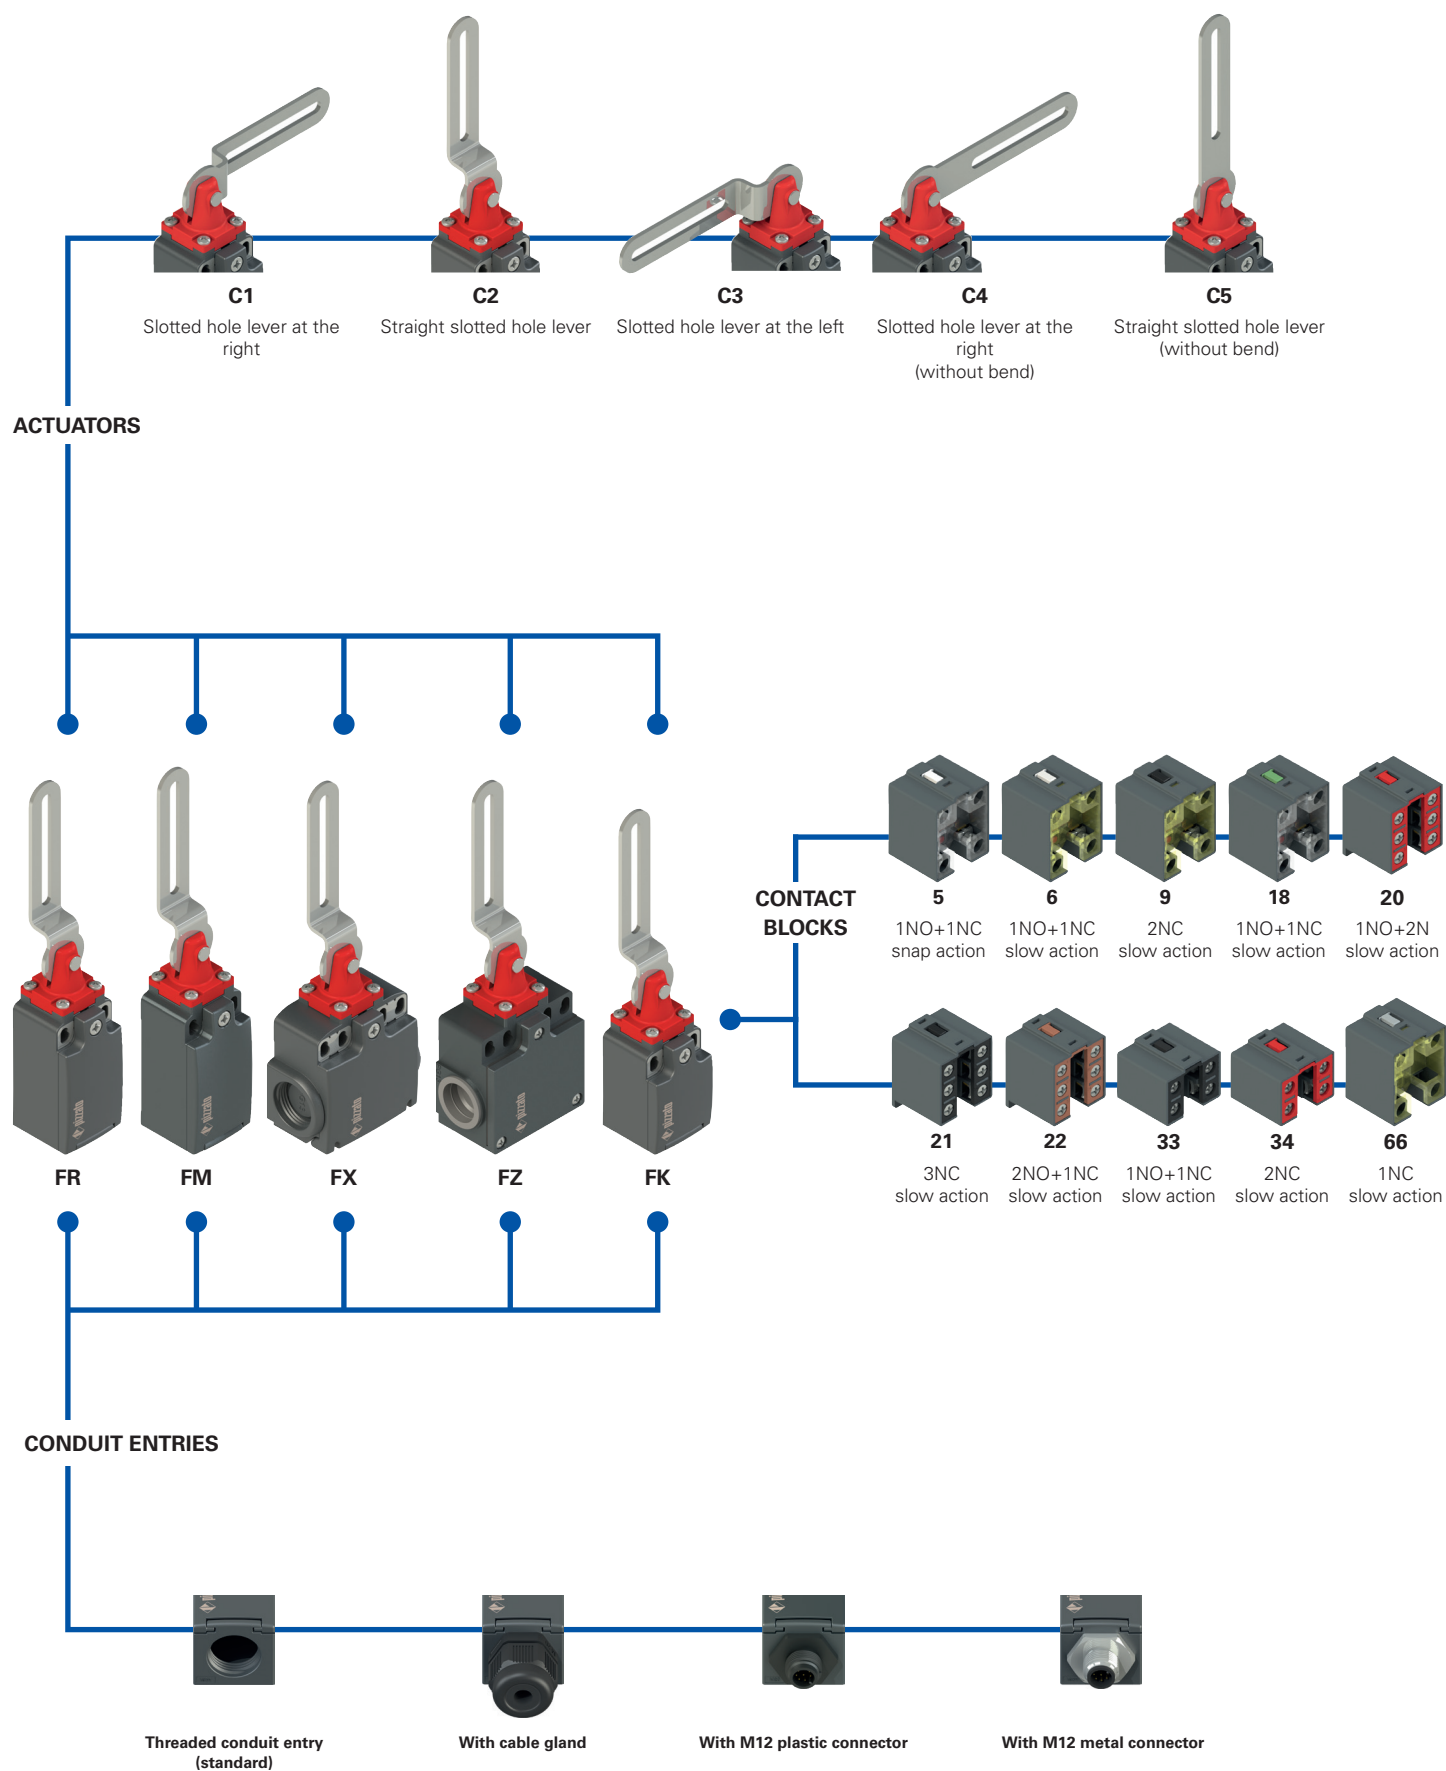 C1
Slotted hole lever at the
right
C2
Straight slotted hole lever
C3
Slotted hole lever at the left
C4
Slotted hole lever at the
right
(without bend)
C5
Straight slotted hole lever
(without bend)
ACTUATORS
pizzato
pizzato
pizzato
pizzato
pizzato
FR
FM
FX
FZ
FK
CONTACT
BLOCKS
5
1NO+1NC
snap action
6
1NO+1NC
slow action
9
2NC
slow action
18
1NO+1NC
slow action
20
1NO+2N
slow action
21
3NC
slow action
22
2NO+1NC
slow action
33
1NO+1NC
slow action
34
2NC
slow action
66
1NC
slow action
CONDUIT ENTRIES
Threaded conduit entry
(standard)
With cable gland
With M12 plastic connector
With M12 metal connector